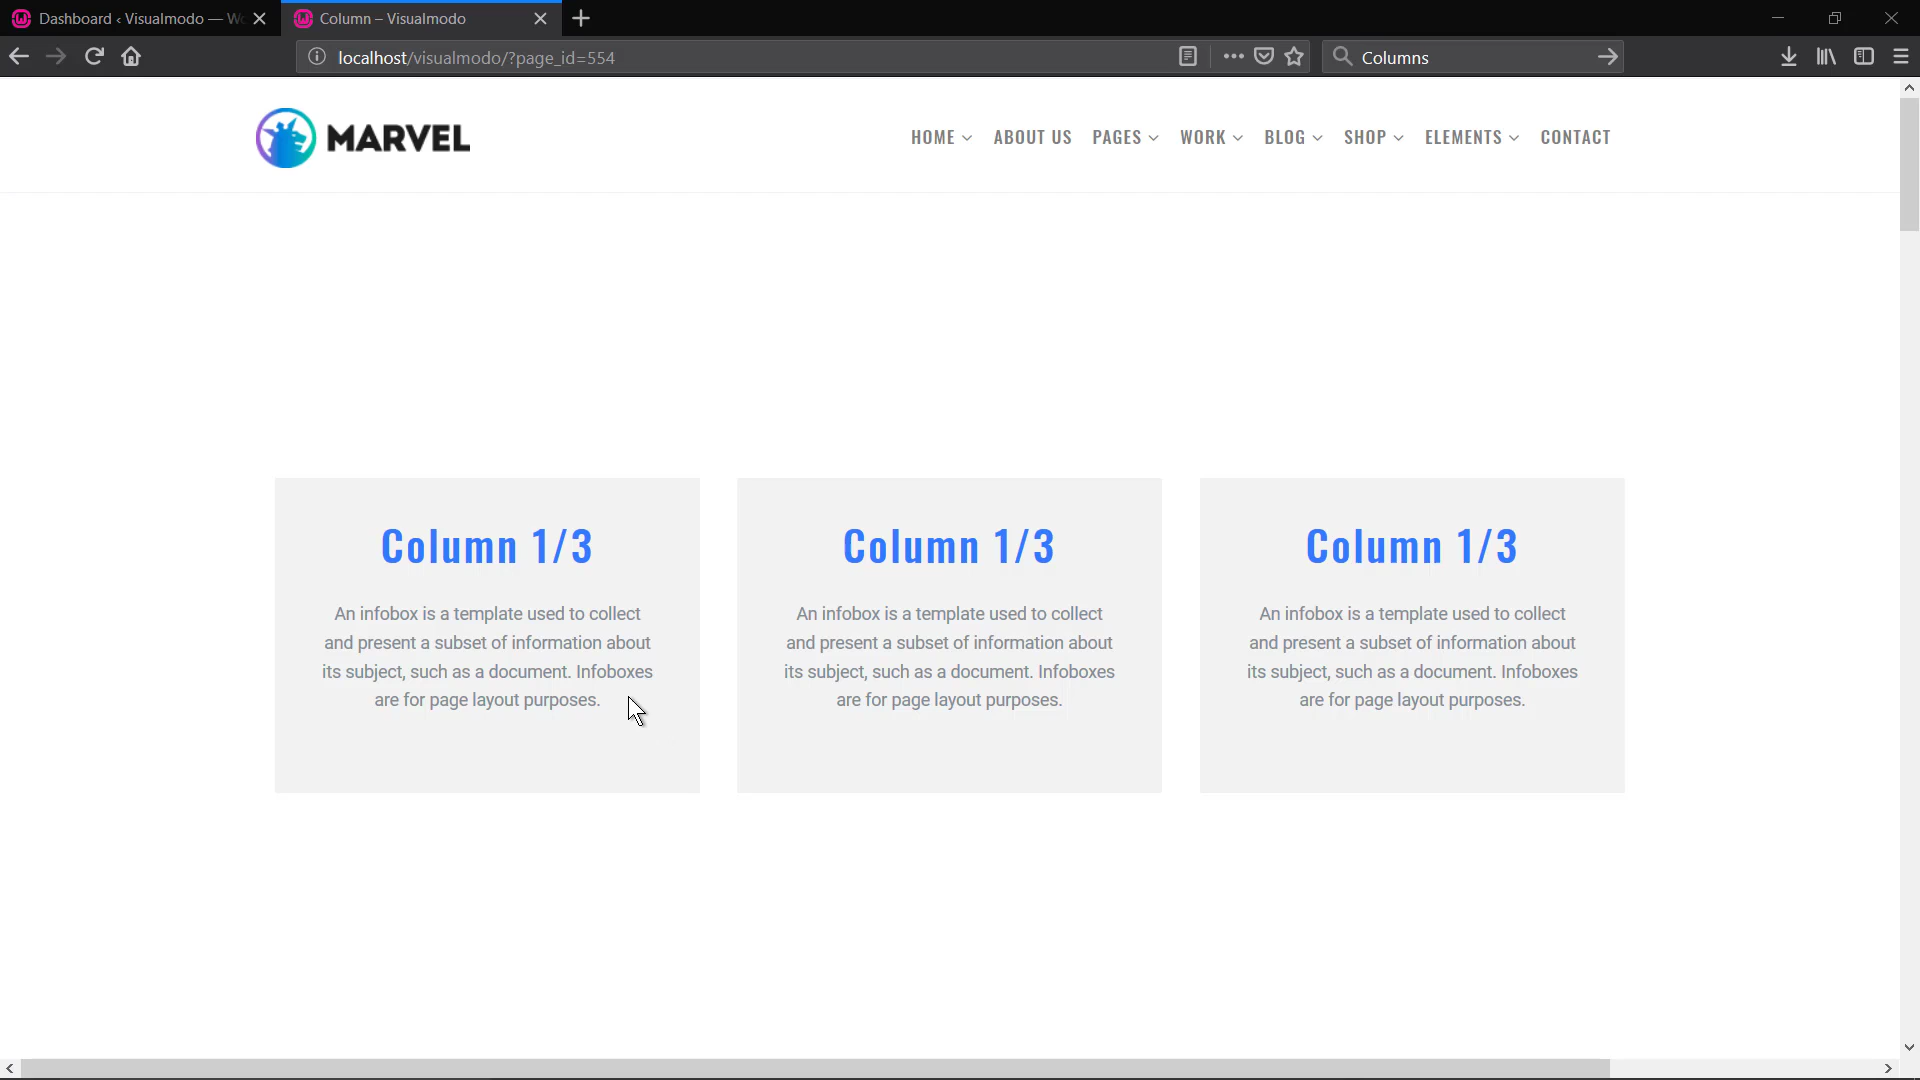 Dashboard ‹ Visualmodo — Wo
Column – Visualmodo
localhost/visualmodo/?page_id=554
Columns
MARVEL
HOME ABOUT US PAGES WORK BLOG SHOP ELEMENTS CONTACT
Column 1/3
An infobox is a template used to collect
and present a subset of information about
its subject, such as a document. Infoboxes
are for page layout purposes.
Column 1/3
An infobox is a template used to collect
and present a subset of information about
its subject, such as a document. Infoboxes
are for page layout purposes.
Column 1/3
An infobox is a template used to collect
and present a subset of information about
its subject, such as a document. Infoboxes
are for page layout purposes.